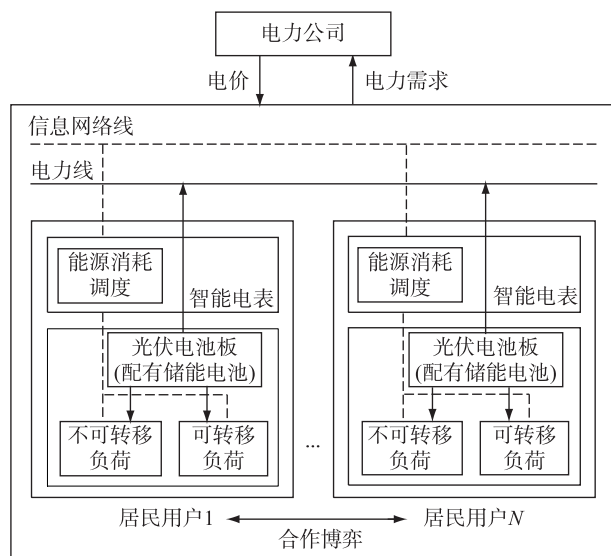 电力公司
电价
电力需求
信息网络线
电力线
能源消耗
调度
智能电表
光伏电池板
(配有储能电池)
不可转移
负荷
可转移
负荷
居民用户1
...
能源消耗
调度
智能电表
光伏电池板
(配有储能电池)
不可转移
负荷
可转移
负荷
居民用户N
合作博弈